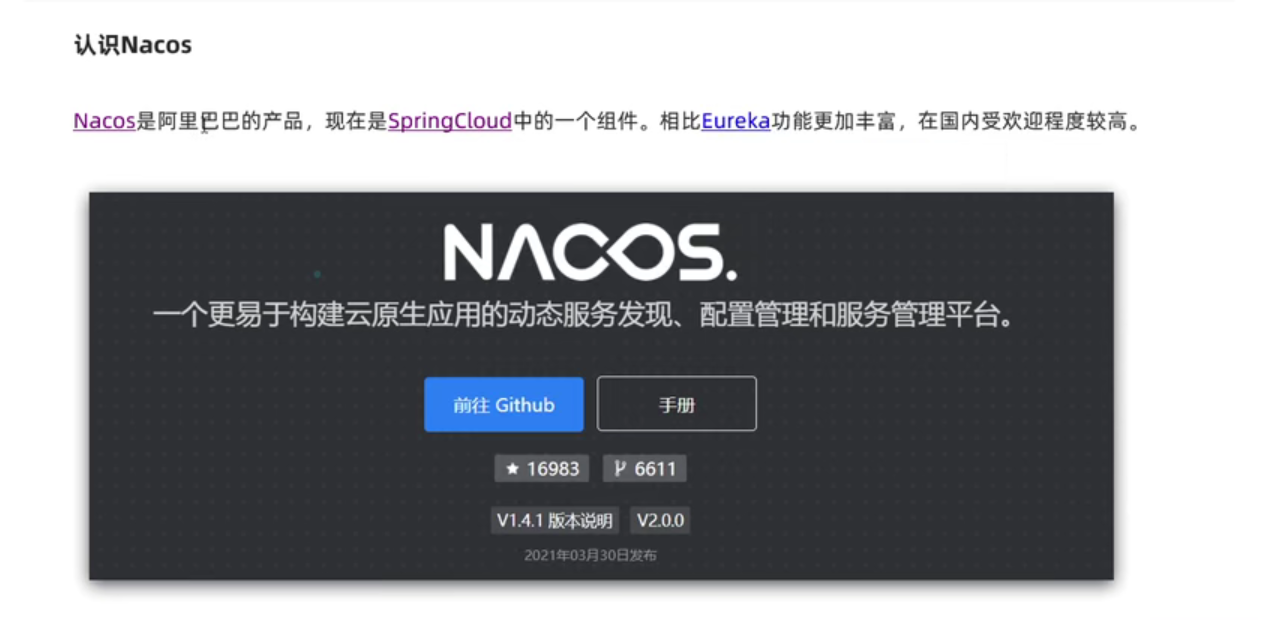 认识Nacos
Nacos是阿里巴巴的产品，现在是SpringCloud中的一个组件。相比Eureka功能更加丰富，在国内受欢迎程度较高。
NACOS.
一个更易于构建云原生应用的动态服务发现、配置管理和服务管理平台。
前往 Github 手册
16983 6611
V1.4.1 版本说明 V2.0.0
2021年03月30日发布